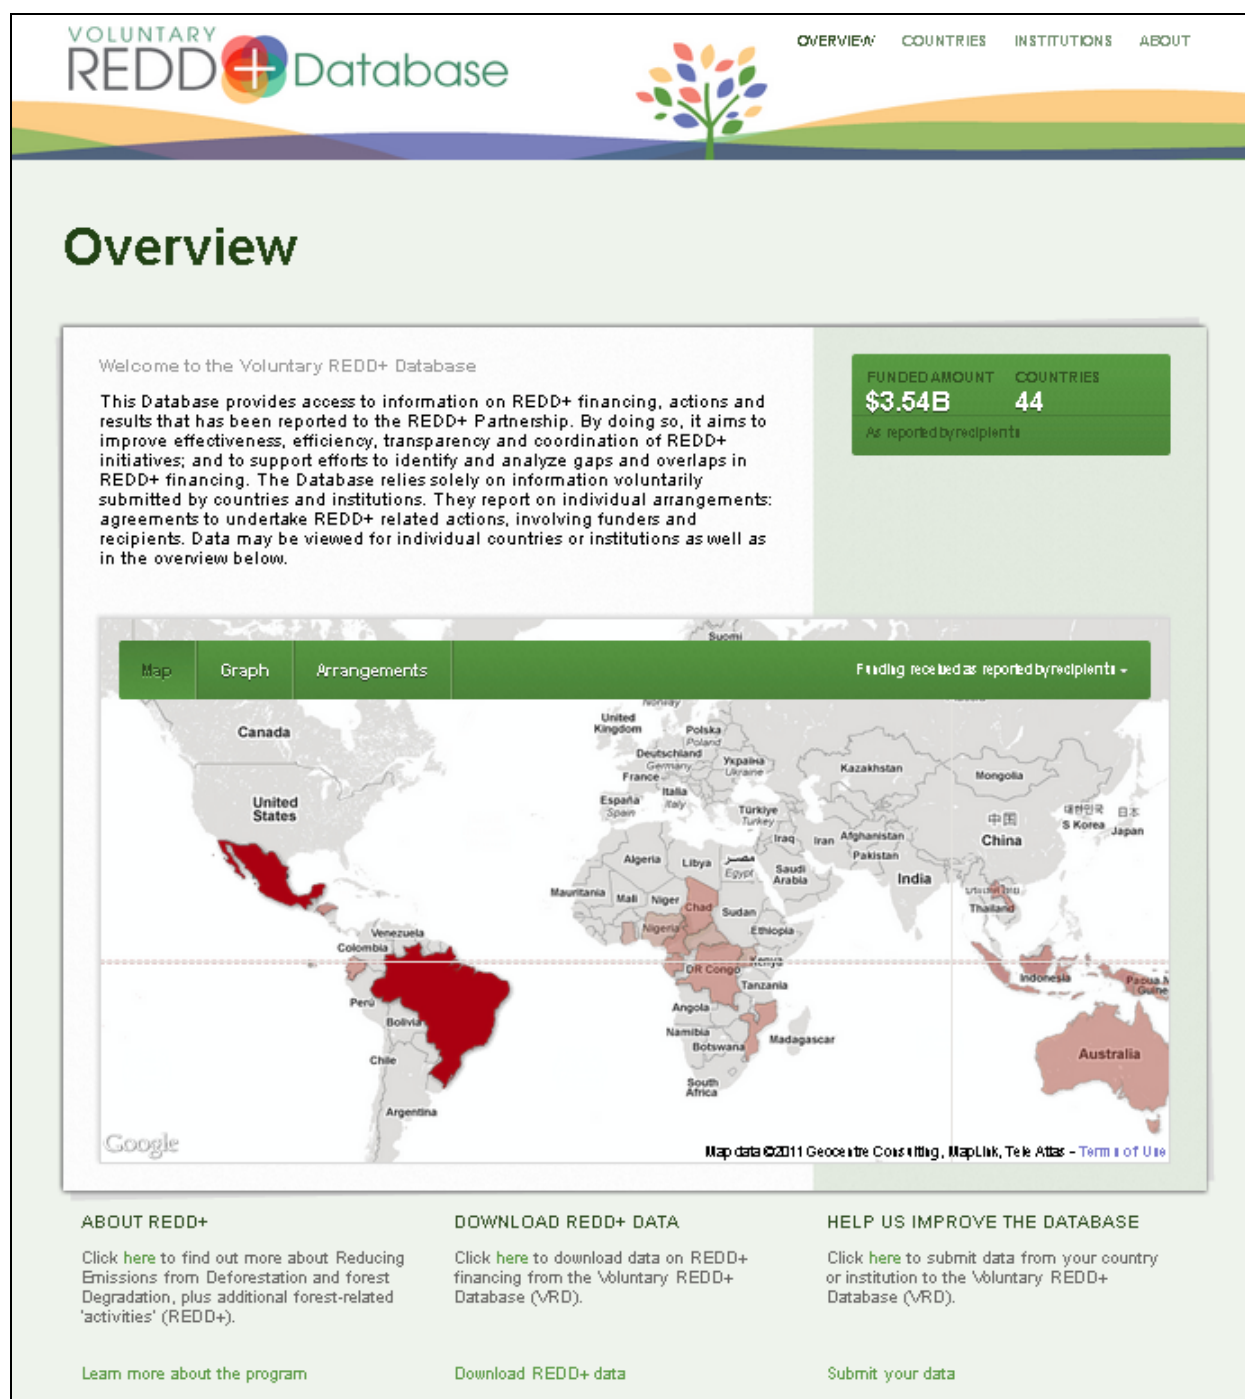 VOLUNTARY
REDD+ Database
OVERVIEW COUNTRIES INSTITUTIONS ABOUT
Overview
Welcome to the Voluntary REDD+ Database
This Database provides access to information on REDD+ financing, actions and
results that has been reported to the REDD+ Partnership. By doing so, it aims to
improve effectiveness, efficiency, transparency and coordination of REDD+
initiatives; and to support efforts to identify and analyze gaps and overlaps in
REDD+ financing. The Database relies solely on information voluntarily
submitted by countries and institutions. They report on individual arrangements:
agreements to undertake REDD+ related actions, involving funders and
recipients. Data may be viewed for individual countries or institutions as well as
in the overview below.
FUNDED AMOUNT COUNTRIES
$3.54B 44
As reported by recipients
Suomi
Map Graph Arrangements Funding received as reported by recipients
Norway
Canada
United
Kingdom
Polska
Poland
Deutschland
Germany
Україна
Ukraine
France
Kazakhstan
Mongolia
United
States
España
Spain
Italia
Italy
Türkiye
Turkey
中国
China
대한민국
S Korea
日本
Japan
Iraq
Iran
Afghanistan
Pakistan
Algeria
Libya
مصر
Egypt
Saudi
Arabia
India
Mauritania
Mali
Niger
Chad
Sudan
Thailand
Venezuela
Nigeria
Ethiopia
Colombia
Kenya
DR Congo
Indonesia
Papua N
Guine
Tanzania
Perú
Angola
Bolivia
Namibia
Botswana
Madagascar
Chile
Australia
South
Africa
Argentina
Google
Map data ©2011 Geocentre Consulting, MapLink, Tele Atlas - Terms of Use
ABOUT REDD+
Click here to find out more about Reducing
Emissions from Deforestation and forest
Degradation, plus additional forest-related
'activities' (REDD+).
Learn more about the program
DOWNLOAD REDD+ DATA
Click here to download data on REDD+
financing from the Voluntary REDD+
Database (VRD).
Download REDD+ data
HELP US IMPROVE THE DATABASE
Click here to submit data from your country
or institution to the Voluntary REDD+
Database (VRD).
Submit your data